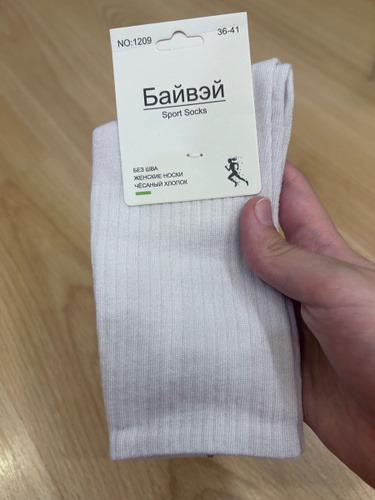 NO:1209 36-41
Байвэй
Sport Socks
БЕЗ ШВА
ЖЕНСКИЕ НОСКИ
ЧЁСАНЫЙ ХЛОПОК